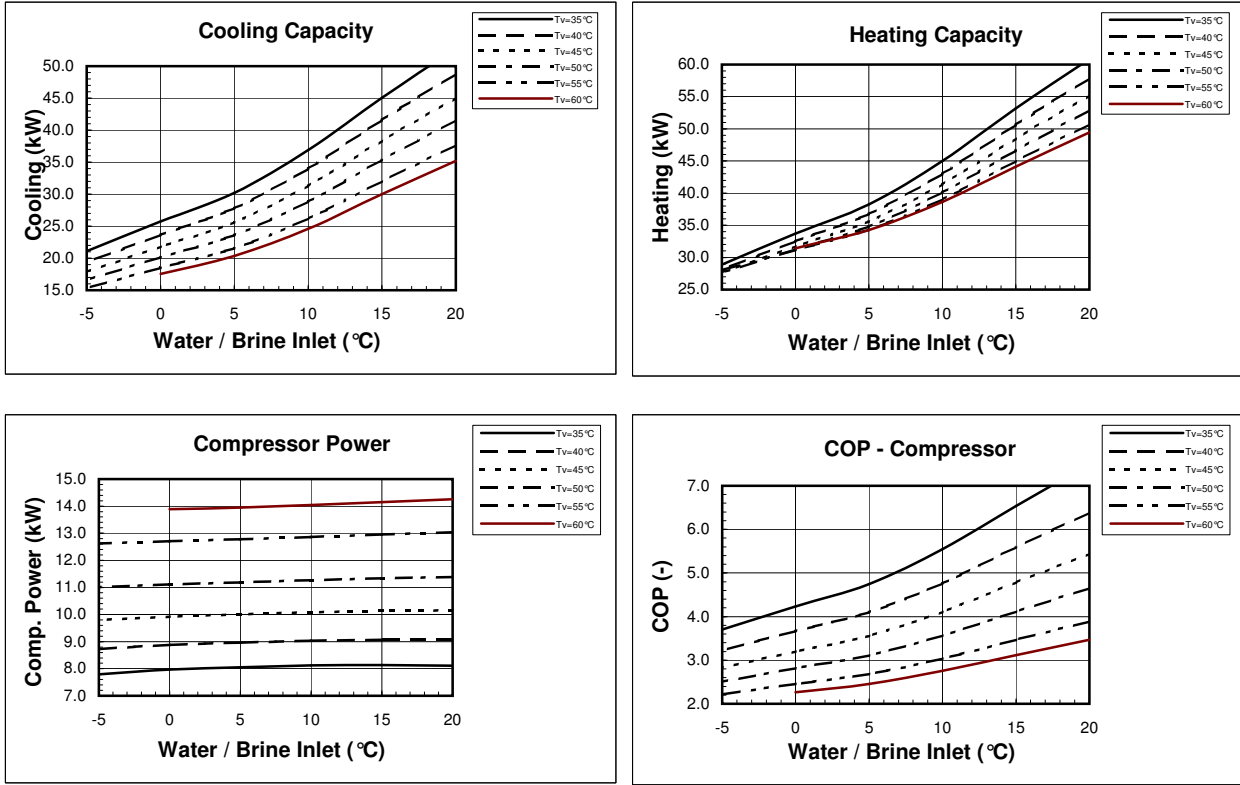 Cooling Capacity
Tv=35°C
Tv=40°C
Tv=45°C
Tv=50°C
Tv=55°C
Tv=60°C
Cooling (kW)
50.0
45.0
40.0
35.0
30.0
25.0
20.0
15.0
-5 0 5 10 15 20
Water / Brine Inlet (°C)
Heating Capacity
Tv=35°C
Tv=40°C
Tv=45°C
Tv=50°C
Tv=55°C
Tv=60°C
Heating (kW)
60.0
55.0
50.0
45.0
40.0
35.0
30.0
25.0
-5 0 5 10 15 20
Water / Brine Inlet (°C)
Compressor Power
Tv=35°C
Tv=40°C
Tv=45°C
Tv=50°C
Tv=55°C
Tv=60°C
Comp. Power (kW)
15.0
14.0
13.0
12.0
11.0
10.0
9.0
8.0
7.0
-5 0 5 10 15 20
Water / Brine Inlet (°C)
COP - Compressor
Tv=35°C
Tv=40°C
Tv=45°C
Tv=50°C
Tv=55°C
Tv=60°C
COP (-)
7.0
6.0
5.0
4.0
3.0
2.0
-5 0 5 10 15 20
Water / Brine Inlet (°C)